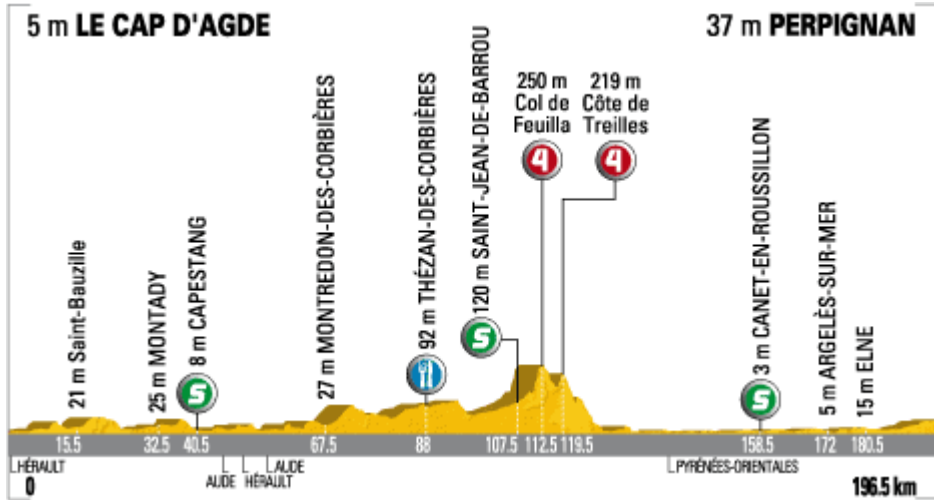 5 m LE CAP D'AGDE
37 m PERPIGNAN
21 m Saint-Bauzille
25 m MONTADY
8 m CAPESTANG
S
27 m MONTREDON-DES-CORBIÈRES
92 m THÉZAN-DES-CORBIÈRES
120 m SAINT-JEAN-DE-BARROU
S
250 m
Col de
Feuilla
4
219 m
Côte de
Treilles
4
3 m CANET-EN-ROUSSILLON
S
5 m ARGELÈS-SUR-MER
15 m ELNE
15.5 32.5 40.5 67.5 88 107.5 112.5 119.5 158.5 172 180.5
HÉRAULT
AUDE
HÉRAULT
AUDE
PYRÉNÉES-ORIENTALES
0
196.5 km